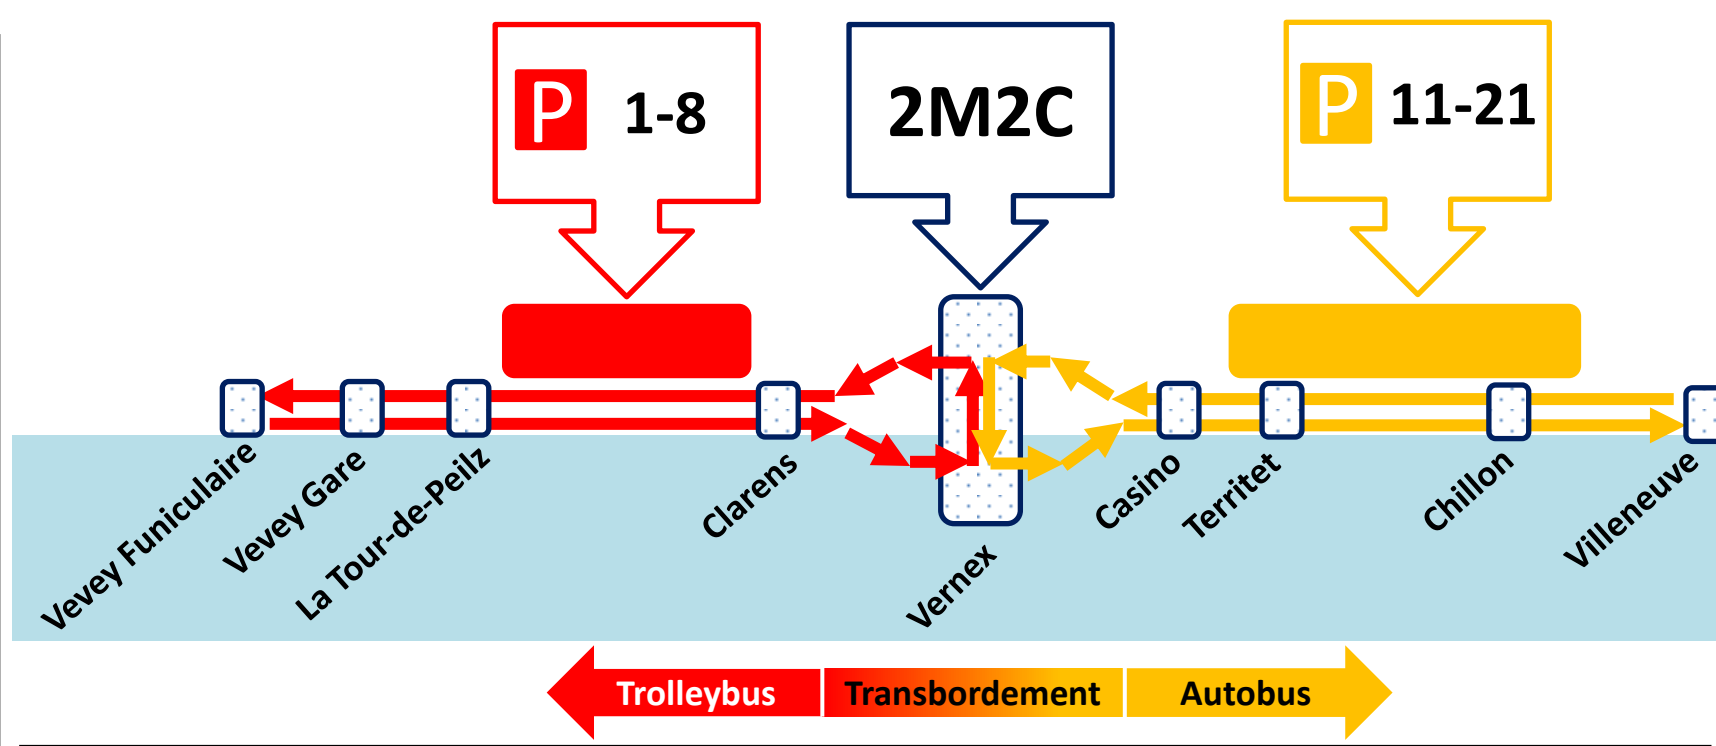 P 1-8
2M2C
P 11-21
Vevey Funiculaire
Vevey Gare
La Tour-de-Peilz
Clarens
Vernex
Casino
Territet
Chillon
Villeneuve
Trolleybus
Transbordement
Autobus